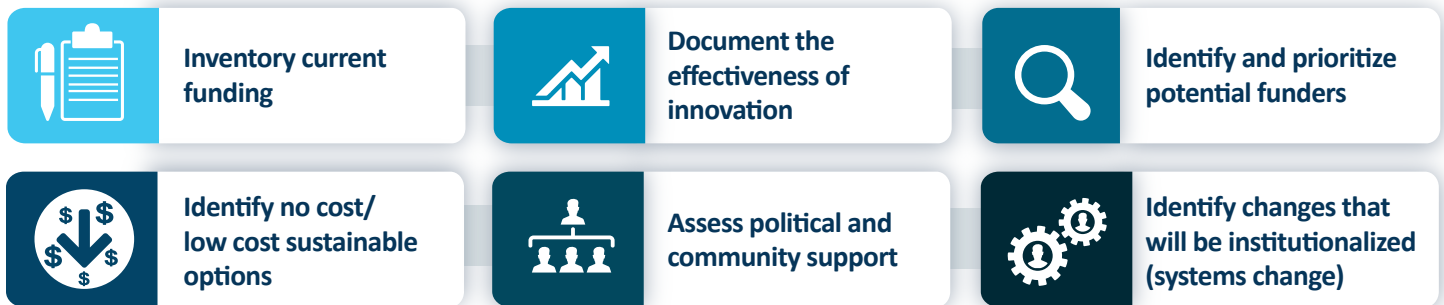 Inventory current
funding
Document the
effectiveness of
innovation
Identify and prioritize
potential funders
$ $
$ $
$
Identify no cost/
low cost sustainable
options
Assess political and
community support
Identify changes that
will be institutionalized
(systems change)